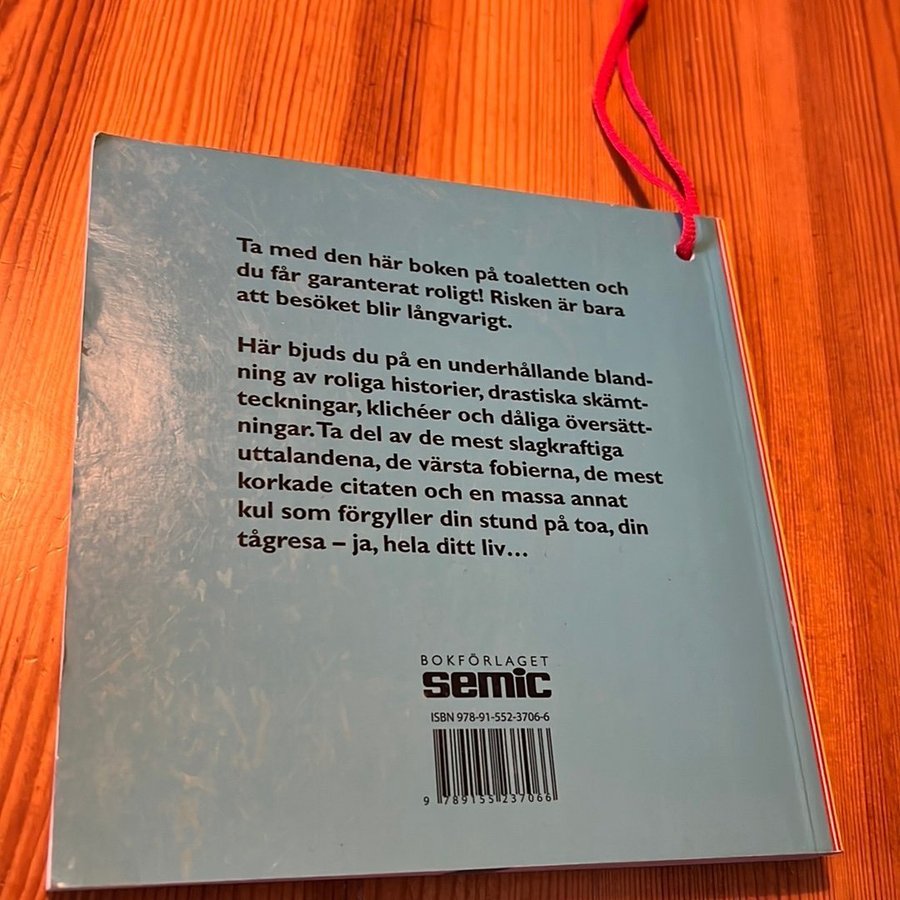 Ta med den här boken på toaletten och
du får garanterat roligt! Risken är bara
att besöket blir långvarigt.
Här bjuds du på en underhållande bland-
ning av roliga historier, drastiska skämt-
teckningar, klichéer och dåliga översätt-
ningar. Ta del av de mest slagkraftiga
uttalandena, de värsta fobierna, de mest
korkade citaten och en massa annat
kul som förgyller din stund på toa, din
tågresa – ja, hela ditt liv…
BOKFÖRLAGET
semic
ISBN 978-91-552-3706-6
9 789155 237066